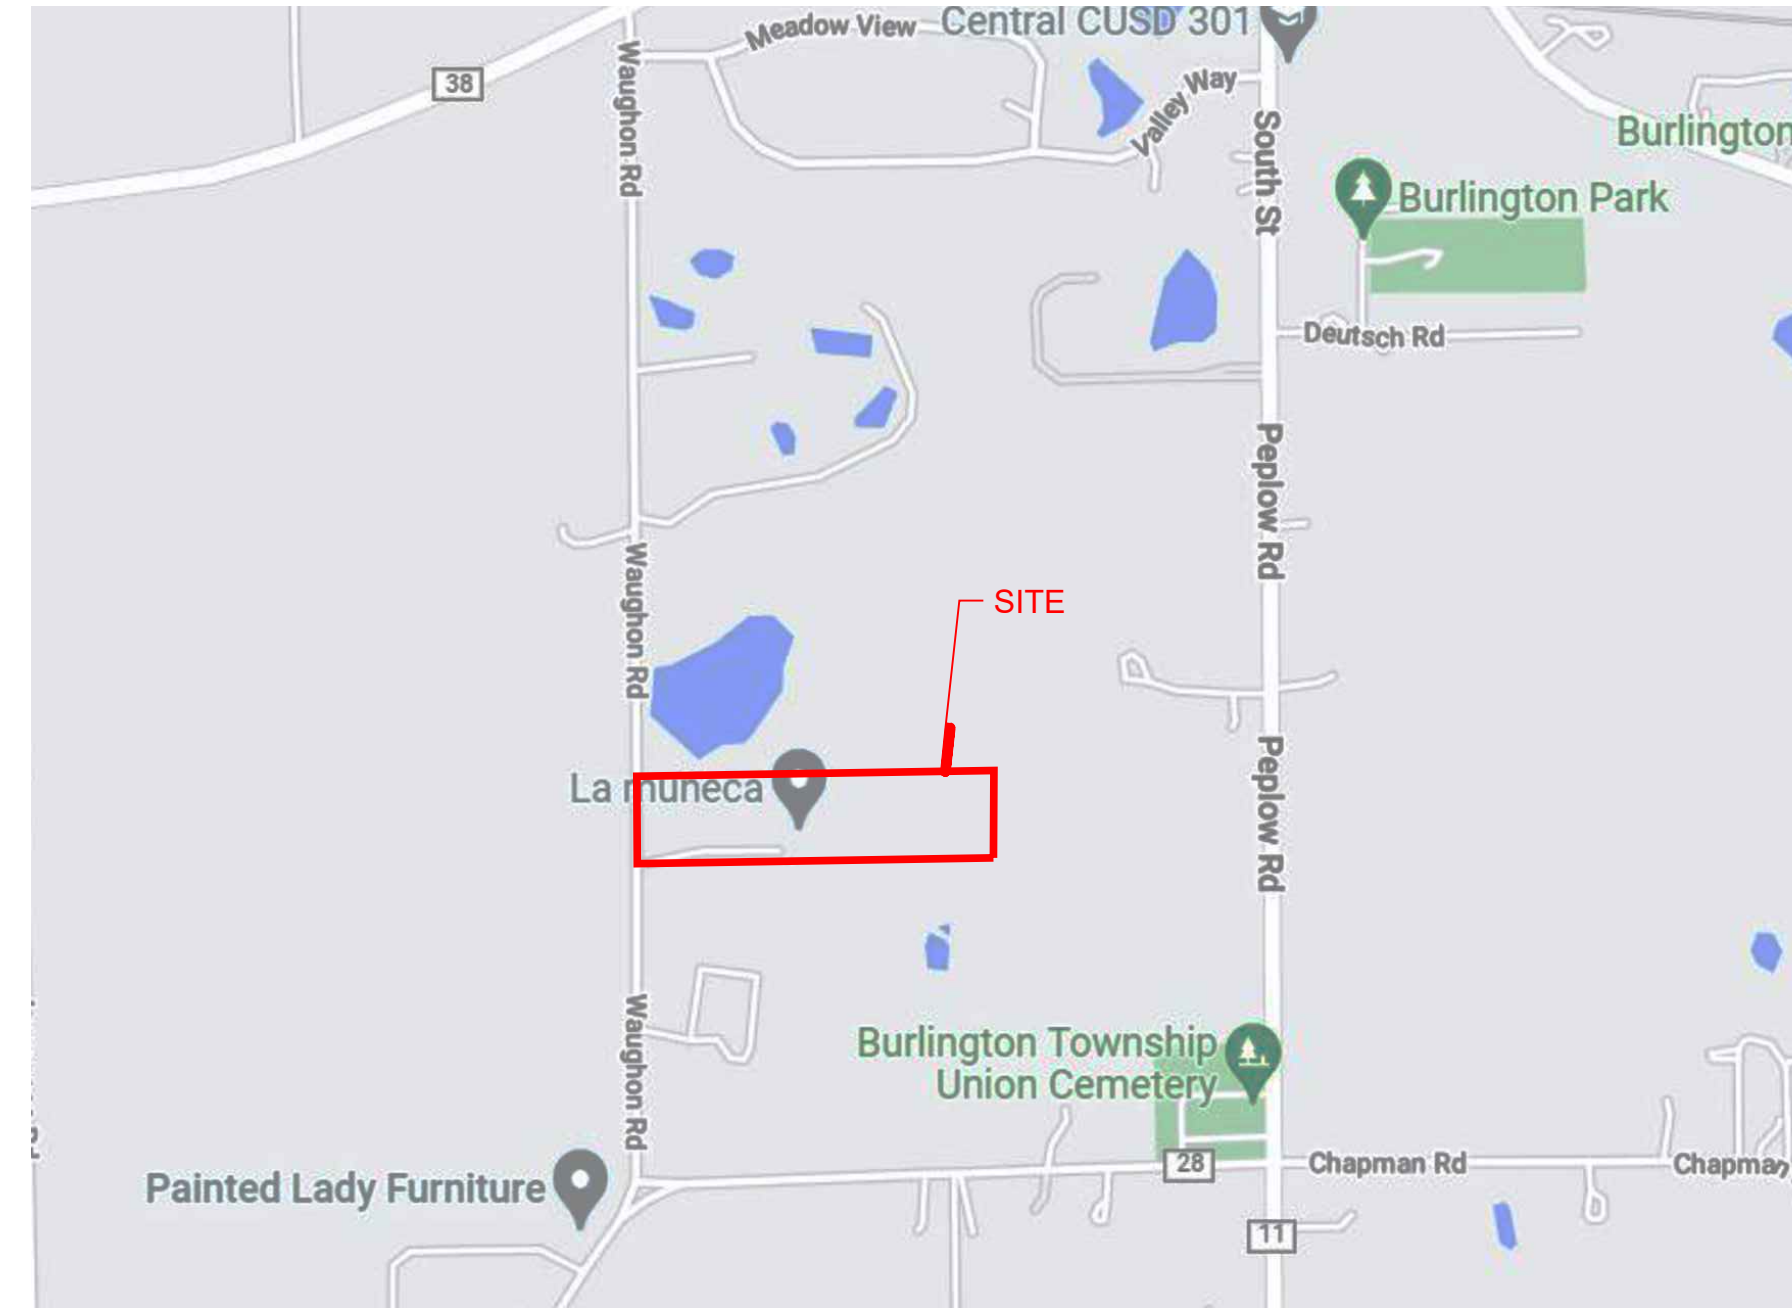 Central CUSD 301
Meadow View
38
Waughon Rd
Valley Way
South St
Burlington
Burlington Park
Deutsch Rd
Peplow Rd
Waughon Rd
SITE
Peplow Rd
La muneca
Waughon Rd
Burlington Township
Union Cemetery
28
Chapman Rd
Chapman
Painted Lady Furniture
11